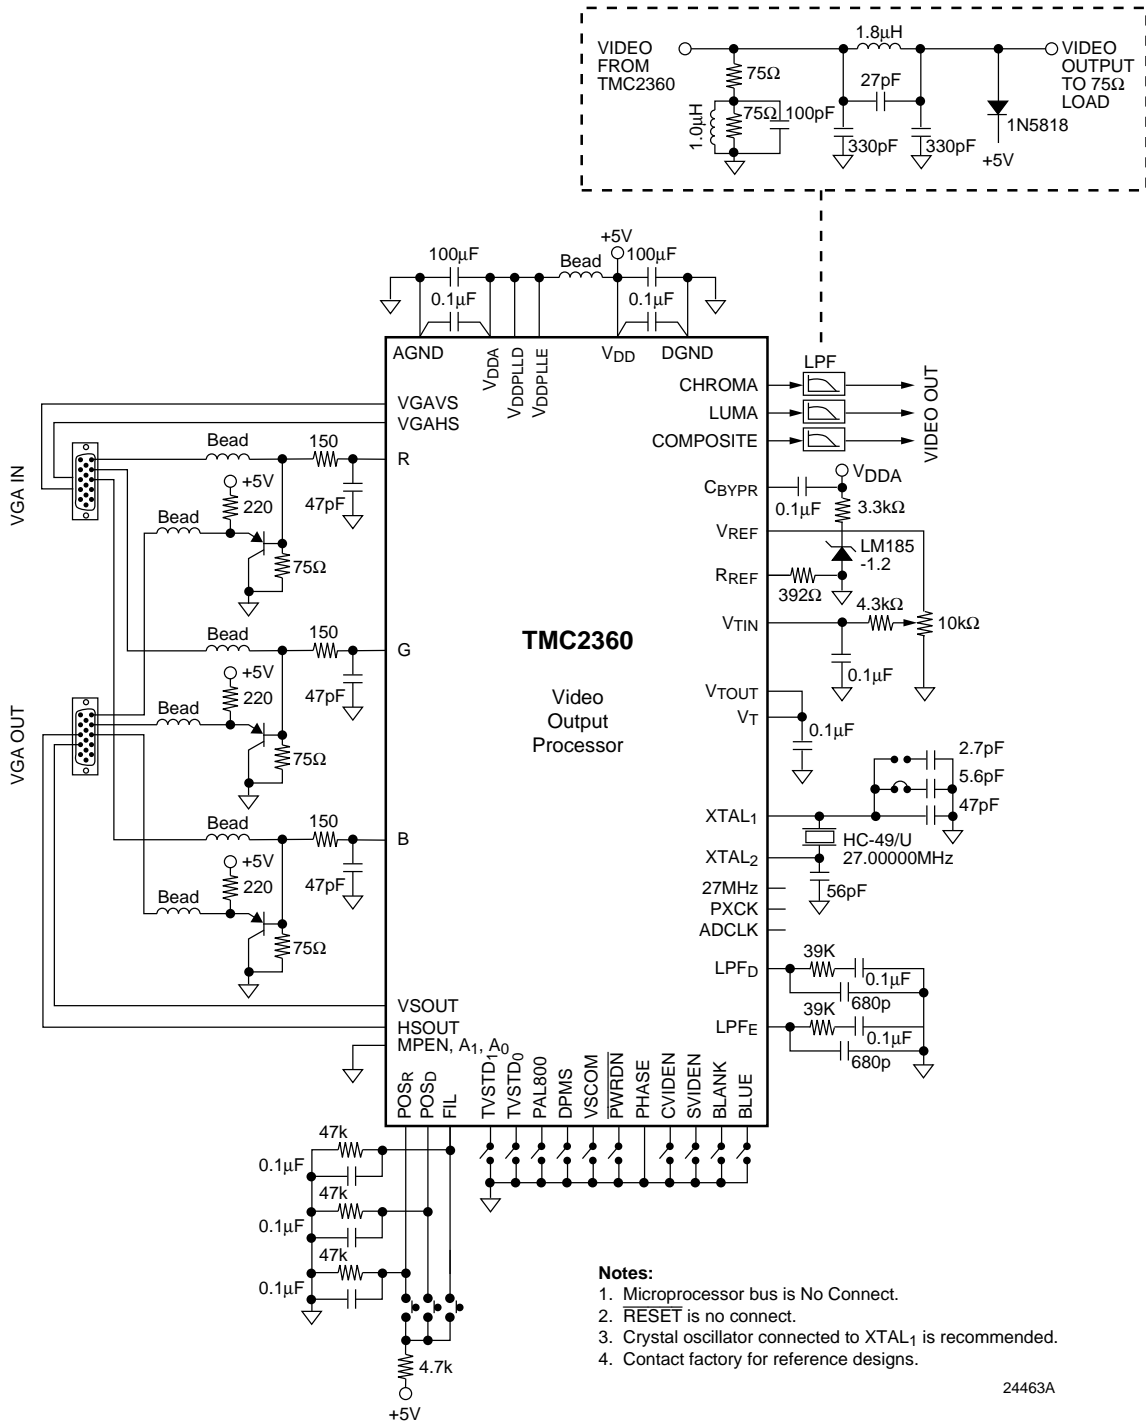 VIDEO
FROM
TMC2360
75Ω
1.0μH
75Ω
100pF
1.8μH
27pF
330pF
330pF
VIDEO
OUTPUT
TO 75Ω
LOAD
1N5818
+5V
100μF
0.1μF
Bead
+5V
100μF
0.1μF
AGND
VDDA
VDDPLLD
VDDPLLE
VDD
DGND
LPF
CHROMA
LUMA
COMPOSITE
VIDEO OUT
VGAVS
VGAHS
VGA IN
Bead
150
R
47pF
+5V
220
Bead
75Ω
CBYPR
0.1μF
VDDA
3.3kΩ
VREF
LM185
-1.2
RREF
392Ω
4.3kΩ
VTIN
10kΩ
0.1μF
TMC2360
Video
Output
Processor
Bead
150
G
47pF
+5V
220
Bead
75Ω
VGA OUT
VTOUT
VT
0.1μF
2.7pF
5.6pF
47pF
XTAL1
HC-49/U
27.00000MHz
XTAL2
56pF
27MHz
PXCK
ADCLK
Bead
150
B
47pF
+5V
220
Bead
75Ω
LPFD
39K
0.1μF
680p
LPFE
39K
0.1μF
680p
VSOUT
HSOUT
MPEN, A1, A0
POSR
POSD
FIL
TVSTD1
TVSTD0
PAL800
DPMS
VSCOM
PWRDN
PHASE
CVIDEN
SVIDEN
BLANK
BLUE
47k
0.1μF
47k
0.1μF
47k
0.1μF
4.7k
+5V
Notes:
1. Microprocessor bus is No Connect.
2. RESET is no connect.
3. Crystal oscillator connected to XTAL1 is recommended.
4. Contact factory for reference designs.
24463A